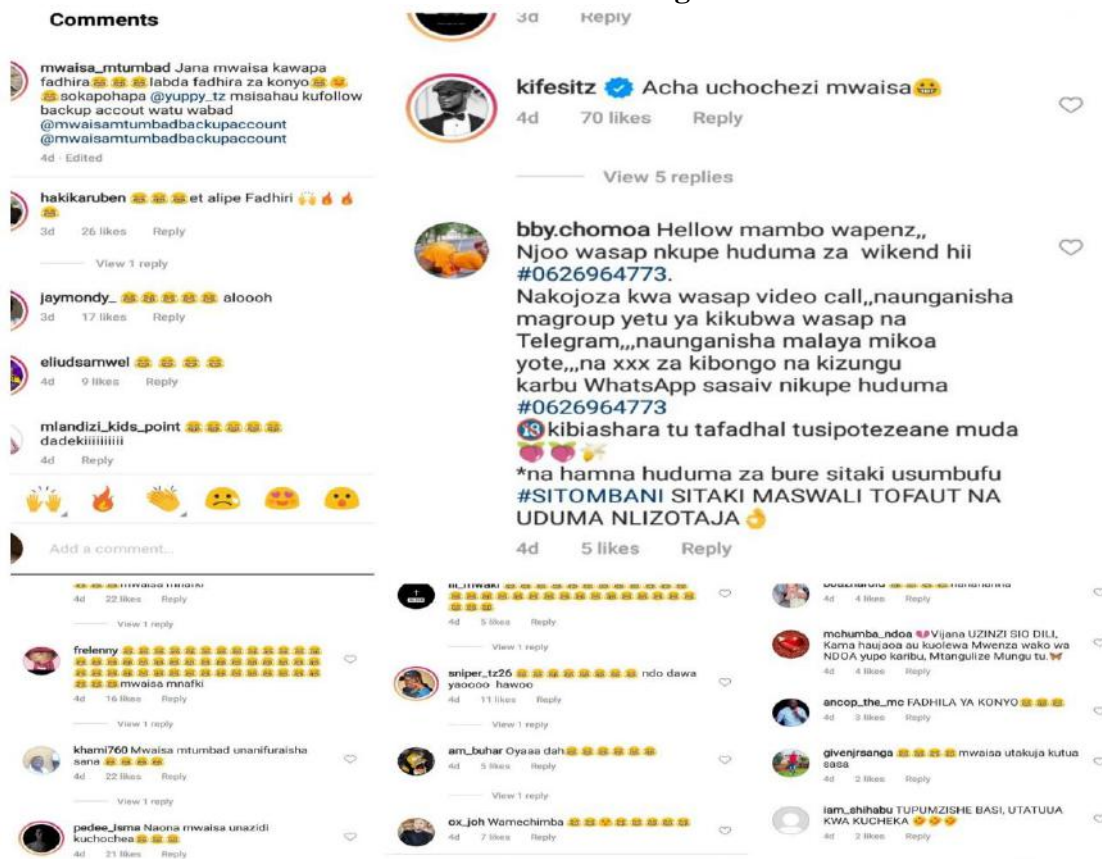 Comments
mwaisa_mtumbad Jana mwaisa kawapa
fadhira😂😂😂labda fadhira za konyo😂😂
😂sokapohapa @yuppy_tz msisahau kufollow
backup accout watu wabad
@mwaisamtumbadbackupaccount
@mwaisamtumbadbackupaccount
4d · Edited
hakikaruben 😂😂😂et alipe Fadhiri 🙌🔥🔥
😂
3d 26 likes Reply
View 1 reply
jaymondy_ 😂😂😂😂😂 aloooh
3d 17 likes Reply
eliudsamwel 😂😂😂😂
4d 9 likes Reply
mlandizi_kids_point 😂😂😂😂😂
dadekiiiiiiiiii
4d Reply
🙌🔥👏😢😍😮
Add a comment...
3d Reply
kifesitz Acha uchochezi mwaisa😀
4d 70 likes Reply
View 5 replies
bby.chomoa Hellow mambo wapenz,,
Njoo wasap nkupe huduma za wikend hii
#0626964773.
Nakojoza kwa wasap video call,,naunganisha
magroup yetu ya kikubwa wasap na
Telegram,,,naunganisha malaya mikoa
yote,,,na xxx za kibongo na kizungu
karbu WhatsApp sasaiv nikupe huduma
#0626964773
🔞kibiashara tu tafadhal tusipotezeane muda
🍑🍑🍌
*na hamna huduma za bure sitaki usumbufu
#SITOMBANI SITAKI MASWALI TOFAUT NA
UDUMA NLIZOTAJA👌
4d 5 likes Reply
mwaisa mnafki
4d 22 likes Reply
View 1 reply
frelenny 😂😂😂😂😂😂😂😂😂😂
😂😂😂😂😂😂😂😂😂😂😂😂😂
😂😂😂😂😂😂😂😂😂😂😂😂😂
😂😂😂mwaisa mnafki
4d 16 likes Reply
View 1 reply
khami760 Mwaisa mtumbad unanifuraisha
sana 😂😂😂😂
4d 22 likes Reply
View 1 reply
pedee_isma Naona mwaisa unazidi
kuchochea😂😂😂
4d 21 likes Reply
4d 5 likes Reply
View 1 reply
sniper_tz26 😂😂😂😂😂😂😂 ndo dawa
yaoooo hawoo
4d 11 likes Reply
View 1 reply
am_buhar Oyaaa dah😂😂😂😂😂😂
4d 5 likes Reply
View 1 reply
ox_joh Wamechimba 😂😂😂😂😂😂😂😂
4d 7 likes Reply
4d 4 likes Reply
mchumba_ndoa 💔Vijana UZINZI SIO DILI,
Kama haujaoa au kuolewa Mwenza wako wa
NDOA yupo karibu, Mtangulize Mungu tu.🦋
4d 4 likes Reply
ancop_the_mc FADHILA YA KONYO😂😂😂
4d 3 likes Reply
givenjrsanga 😂😂😂😂mwaisa utakuja kutua
sasa
4d 2 likes Reply
iam_shihabu TUPUMZISHE BASI, UTATUUA
KWA KUCHEKA 🤣🤣🤣
4d 2 likes Reply